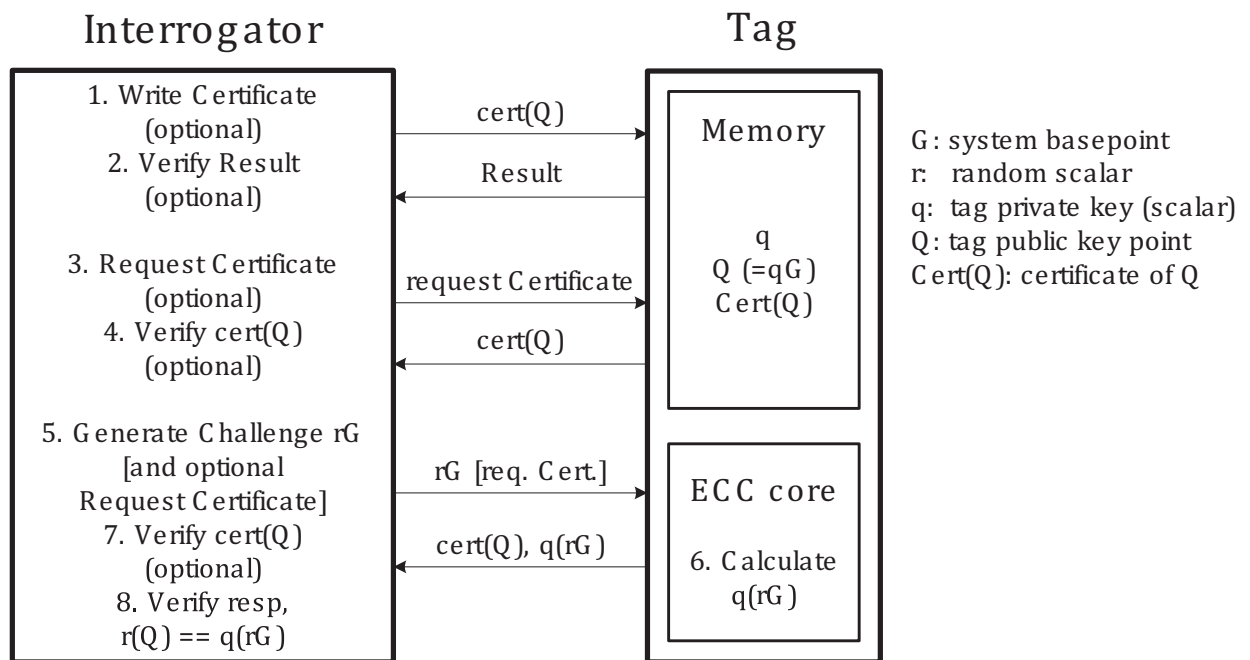 Interrogator
1. Write Certificate
(optional)
2. Verify Result
(optional)
3. Request Certificate
(optional)
4. Verify cert(Q)
(optional)
5. Generate Challenge rG
[and optional
Request Certificate]
7. Verify cert(Q)
(optional)
8. Verify resp,
r(Q) == q(rG)
cert(Q)
Result
request Certificate
cert(Q)
rG [req. Cert.]
cert(Q), q(rG)
Tag
Memory
q
Q (=qG)
Cert(Q)
ECC core
6. Calculate
q(rG)
G: system basepoint
r: random scalar
q: tag private key (scalar)
Q: tag public key point
Cert(Q): certificate of Q